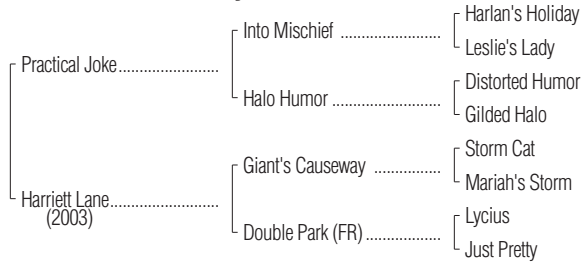 Harlan's Holiday
Into Mischief ......................
Leslie's Lady
Practical Joke.......................
Distorted Humor
Halo Humor ........................
Gilded Halo
Storm Cat
Giant's Causeway ...............
Mariah's Storm
Harriett Lane.........................
(2003)
Lycius
Double Park (FR).................
Just Pretty